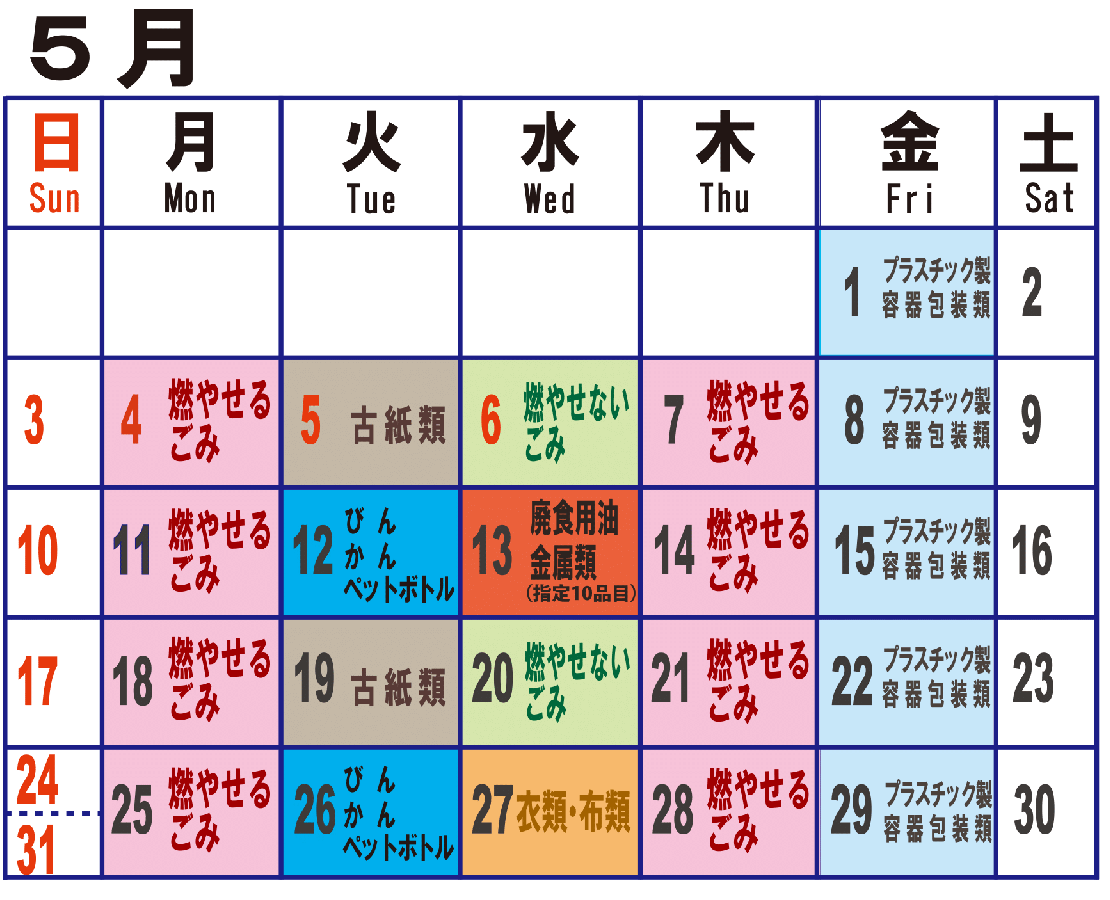 5月
日 月 火 水 木 金 土
Sun Mon Tue Wed Thu Fri Sat
1 プラスチック製
容器包装類
2
3
4 燃やせる
ごみ
5 古紙類
6 燃やせない
ごみ
7 燃やせる
ごみ
8 プラスチック製
容器包装類
9
10
11 燃やせる
ごみ
12 びん
かん
ペットボトル
13 廃食用油
金属類
(指定10品目)
14 燃やせる
ごみ
15 プラスチック製
容器包装類
16
17
18 燃やせる
ごみ
19 古紙類
20 燃やせない
ごみ
21 燃やせる
ごみ
22 プラスチック製
容器包装類
23
24
31
25 燃やせる
ごみ
26 びん
かん
ペットボトル
27 衣類・布類
28 燃やせる
ごみ
29 プラスチック製
容器包装類
30